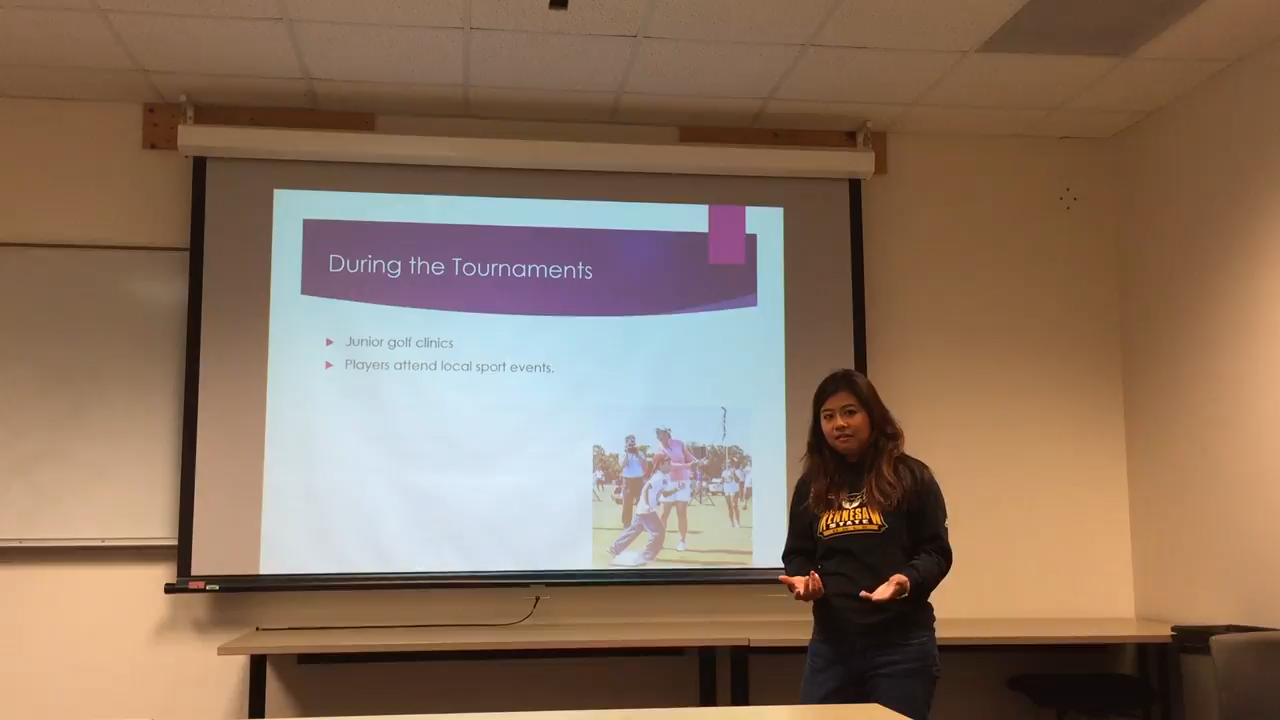 During the Tournaments
Junior golf clinics
Players attend local sport events.
KENNESAW
STATE